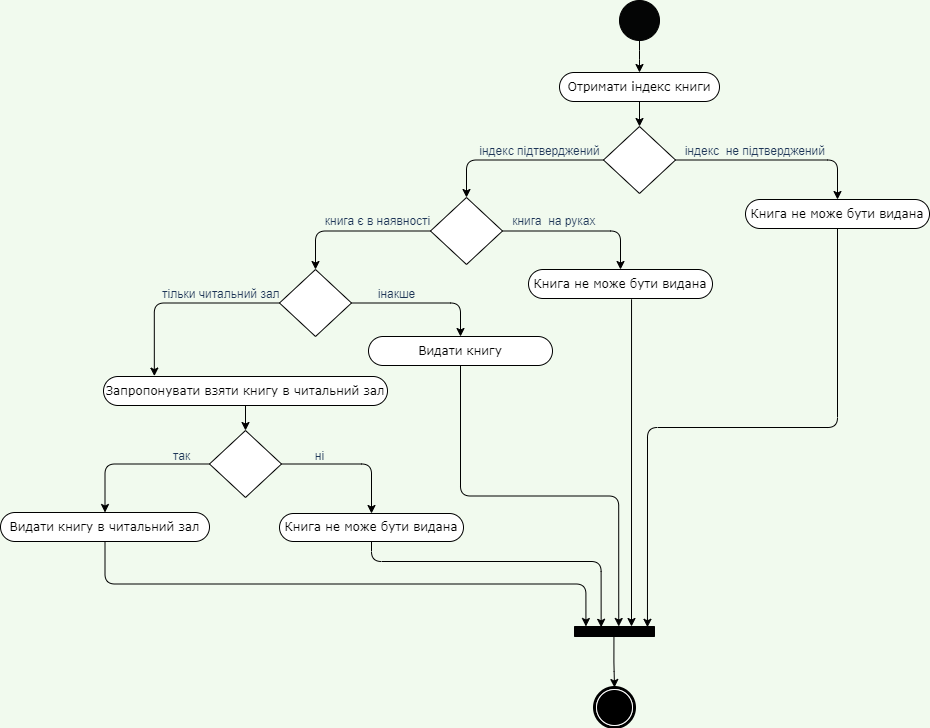 Отримати індекс книги
індекс підтверджений
індекс не підтверджений
Книга не може бути видана
книга є в наявності
книга на руках
Книга не може бути видана
тільки читальний зал
інакше
Видати книгу
Запропонувати взяти книгу в читальний зал
так
ні
Видати книгу в читальний зал
Книга не може бути видана